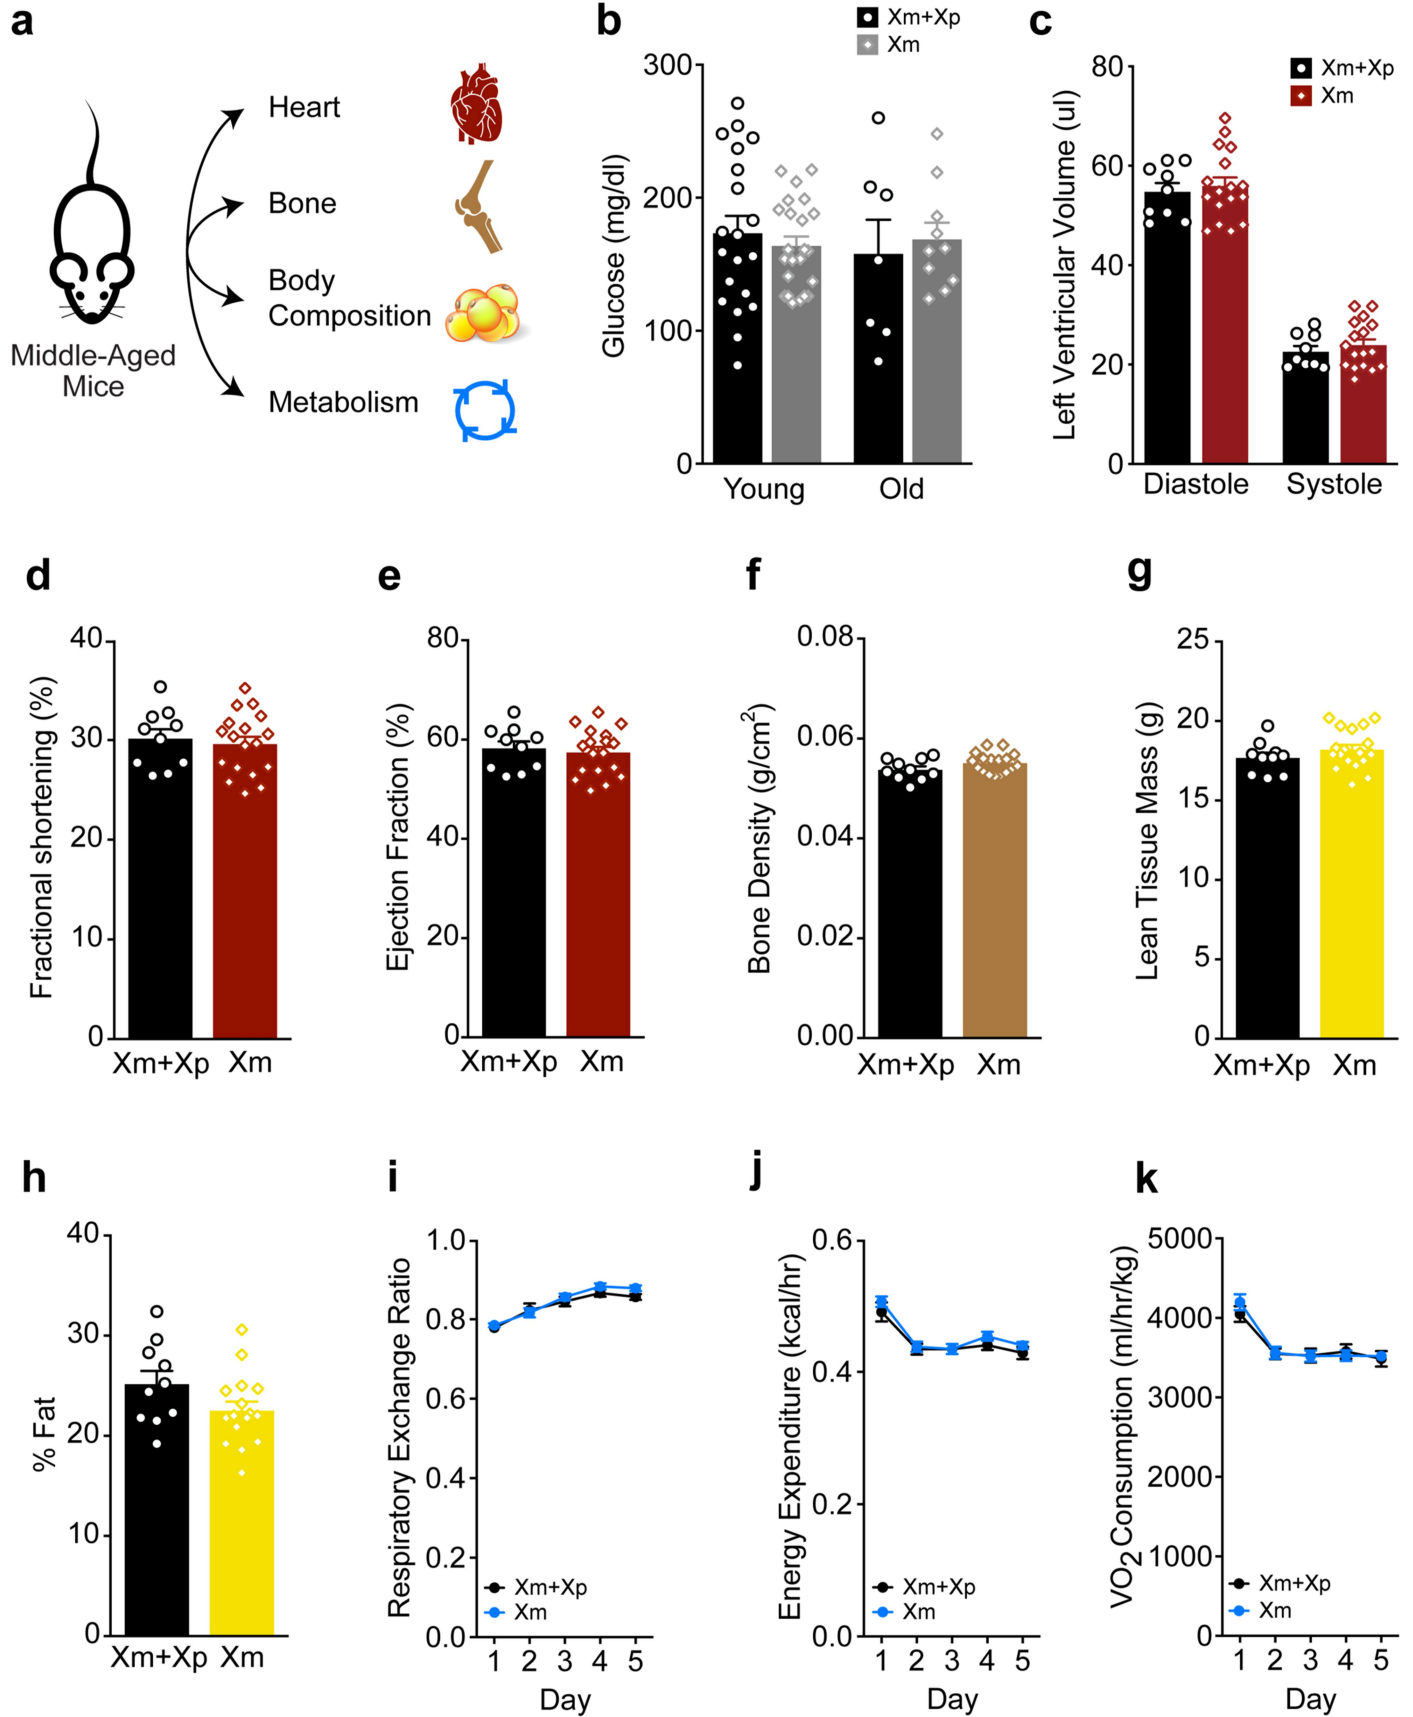 a
Heart
Bone
Body
Composition
Metabolism
Middle-Aged
Mice
b
Xm+Xp
Xm
Glucose (mg/dl)
300
200
100
0
Young
Old
c
Xm+Xp
Xm
Left Ventricular Volume (ul)
80
60
40
20
0
Diastole
Systole
d
Fractional shortening (%)
40
30
20
10
0
Xm+Xp
Xm
e
Ejection Fraction (%)
80
60
40
20
0
Xm+Xp
Xm
f
Bone Density (g/cm²)
0.08
0.06
0.04
0.02
0.00
Xm+Xp
Xm
g
Lean Tissue Mass (g)
25
20
15
10
5
0
Xm+Xp
Xm
h
% Fat
40
30
20
10
0
Xm+Xp
Xm
i
Respiratory Exchange Ratio
1.0
0.8
0.6
0.4
0.2
0.0
Xm+Xp
Xm
1 2 3 4 5
Day
j
Energy Expenditure (kcal/hr)
0.6
0.4
0.2
0.0
Xm+Xp
Xm
1 2 3 4 5
Day
k
VO₂ Consumption (ml/hr/kg)
5000
4000
3000
2000
1000
0
Xm+Xp
Xm
1 2 3 4 5
Day